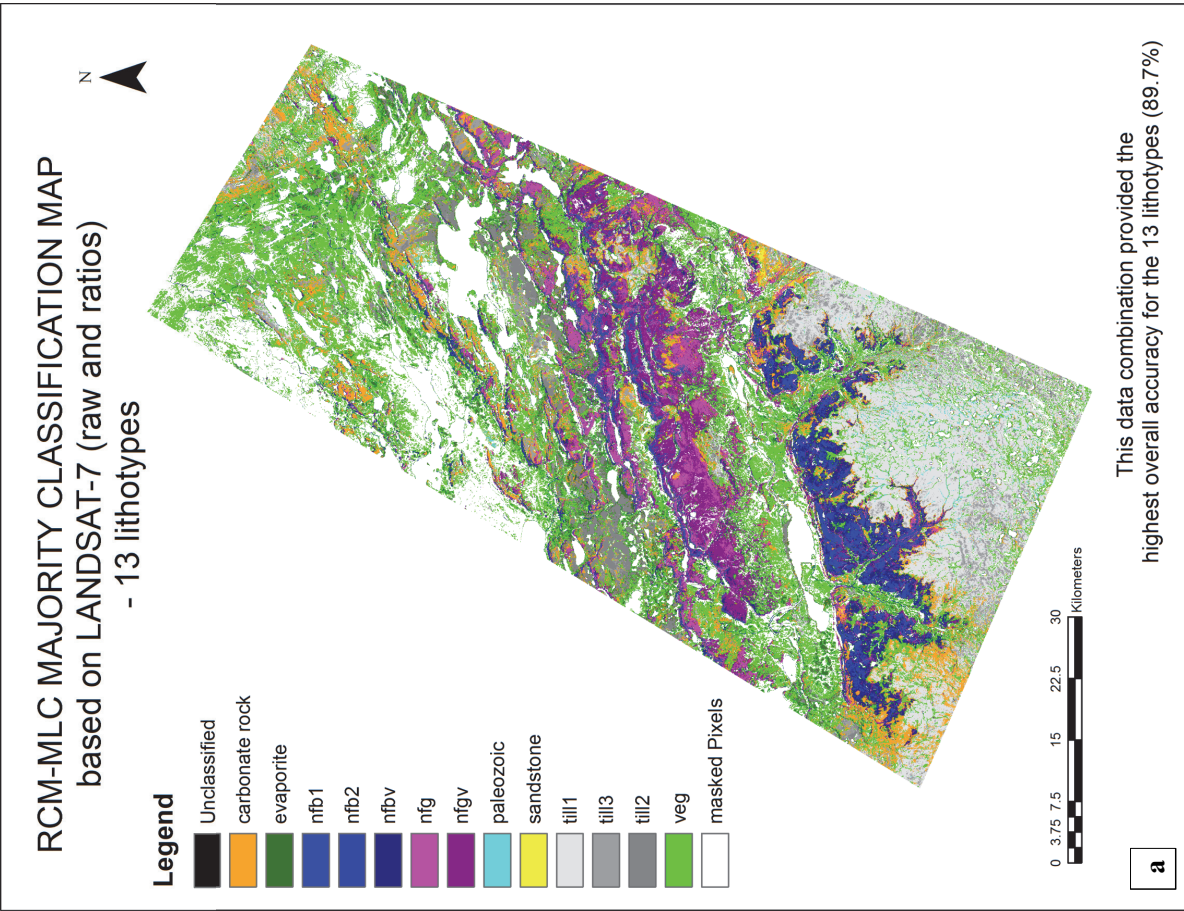 RCM-MLC MAJORITY CLASSIFICATION MAP
based on LANDSAT-7 (raw and ratios)
- 13 lithotypes
N
Legend
Unclassified
carbonate rock
evaporite
nfb1
nfb2
nfbv
nfg
nfgv
paleozoic
sandstone
till1
till3
till2
veg
masked Pixels
0 3.75 7.5 15 22.5 30
Kilometers
This data combination provided the
highest overall accuracy for the 13 lithotypes (89.7%)
a